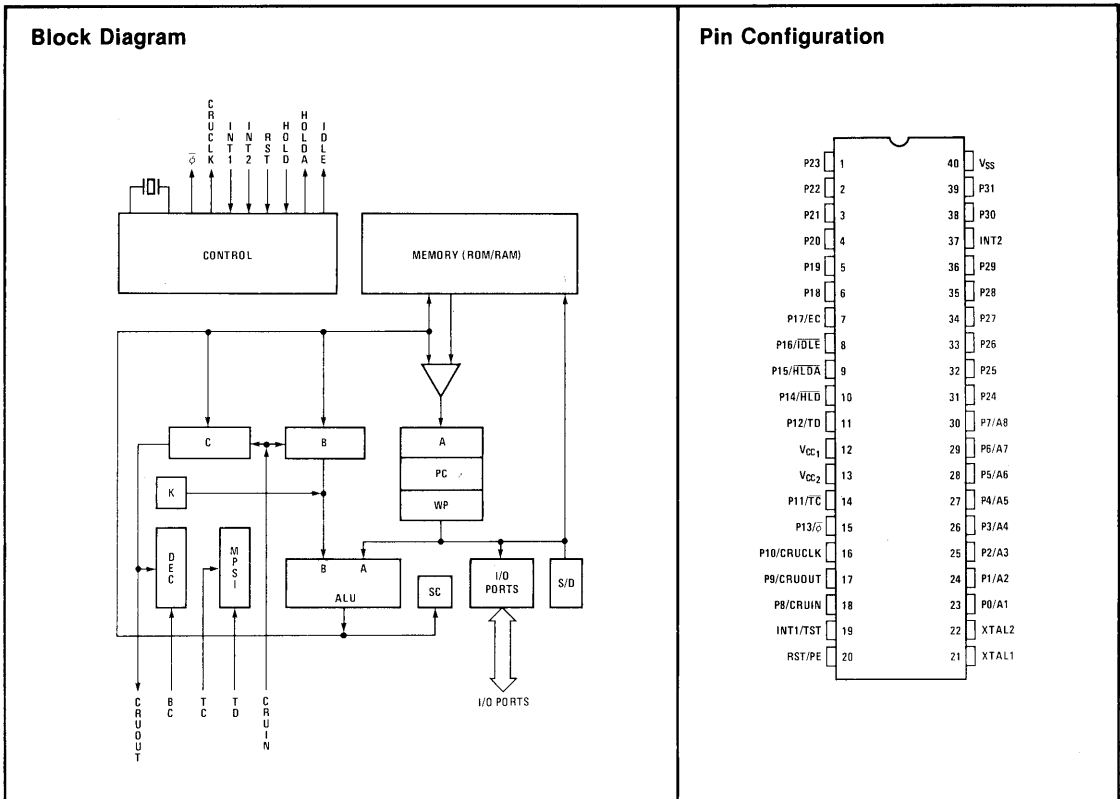 Block Diagram
φ̅
CRUCLK
INT1
INT2
RST
HOLD
HOLDA
IDLE
CONTROL
MEMORY (ROM/RAM)
C
B
A
PC
WP
K
DEC
MPSI
B A
ALU
SC
I/O
PORTS
S/D
CRUOUT
BC
TC
TD
CRUIN
I/O PORTS
Pin Configuration
P23 1 40 VSS
P22 2 39 P31
P21 3 38 P30
P20 4 37 INT2
P19 5 36 P29
P18 6 35 P28
P17/EC 7 34 P27
P16/I̅D̅L̅E̅ 8 33 P26
P15/H̅L̅D̅A̅ 9 32 P25
P14/H̅L̅D̅ 10 31 P24
P12/TD 11 30 P7/A8
VCC1 12 29 P6/A7
VCC2 13 28 P5/A6
P11/T̅C̅ 14 27 P4/A5
P13/φ̅ 15 26 P3/A4
P10/CRUCLK 16 25 P2/A3
P9/CRUOUT 17 24 P1/A2
P8/CRUIN 18 23 P0/A1
INT1/TST 19 22 XTAL2
RST/PE 20 21 XTAL1